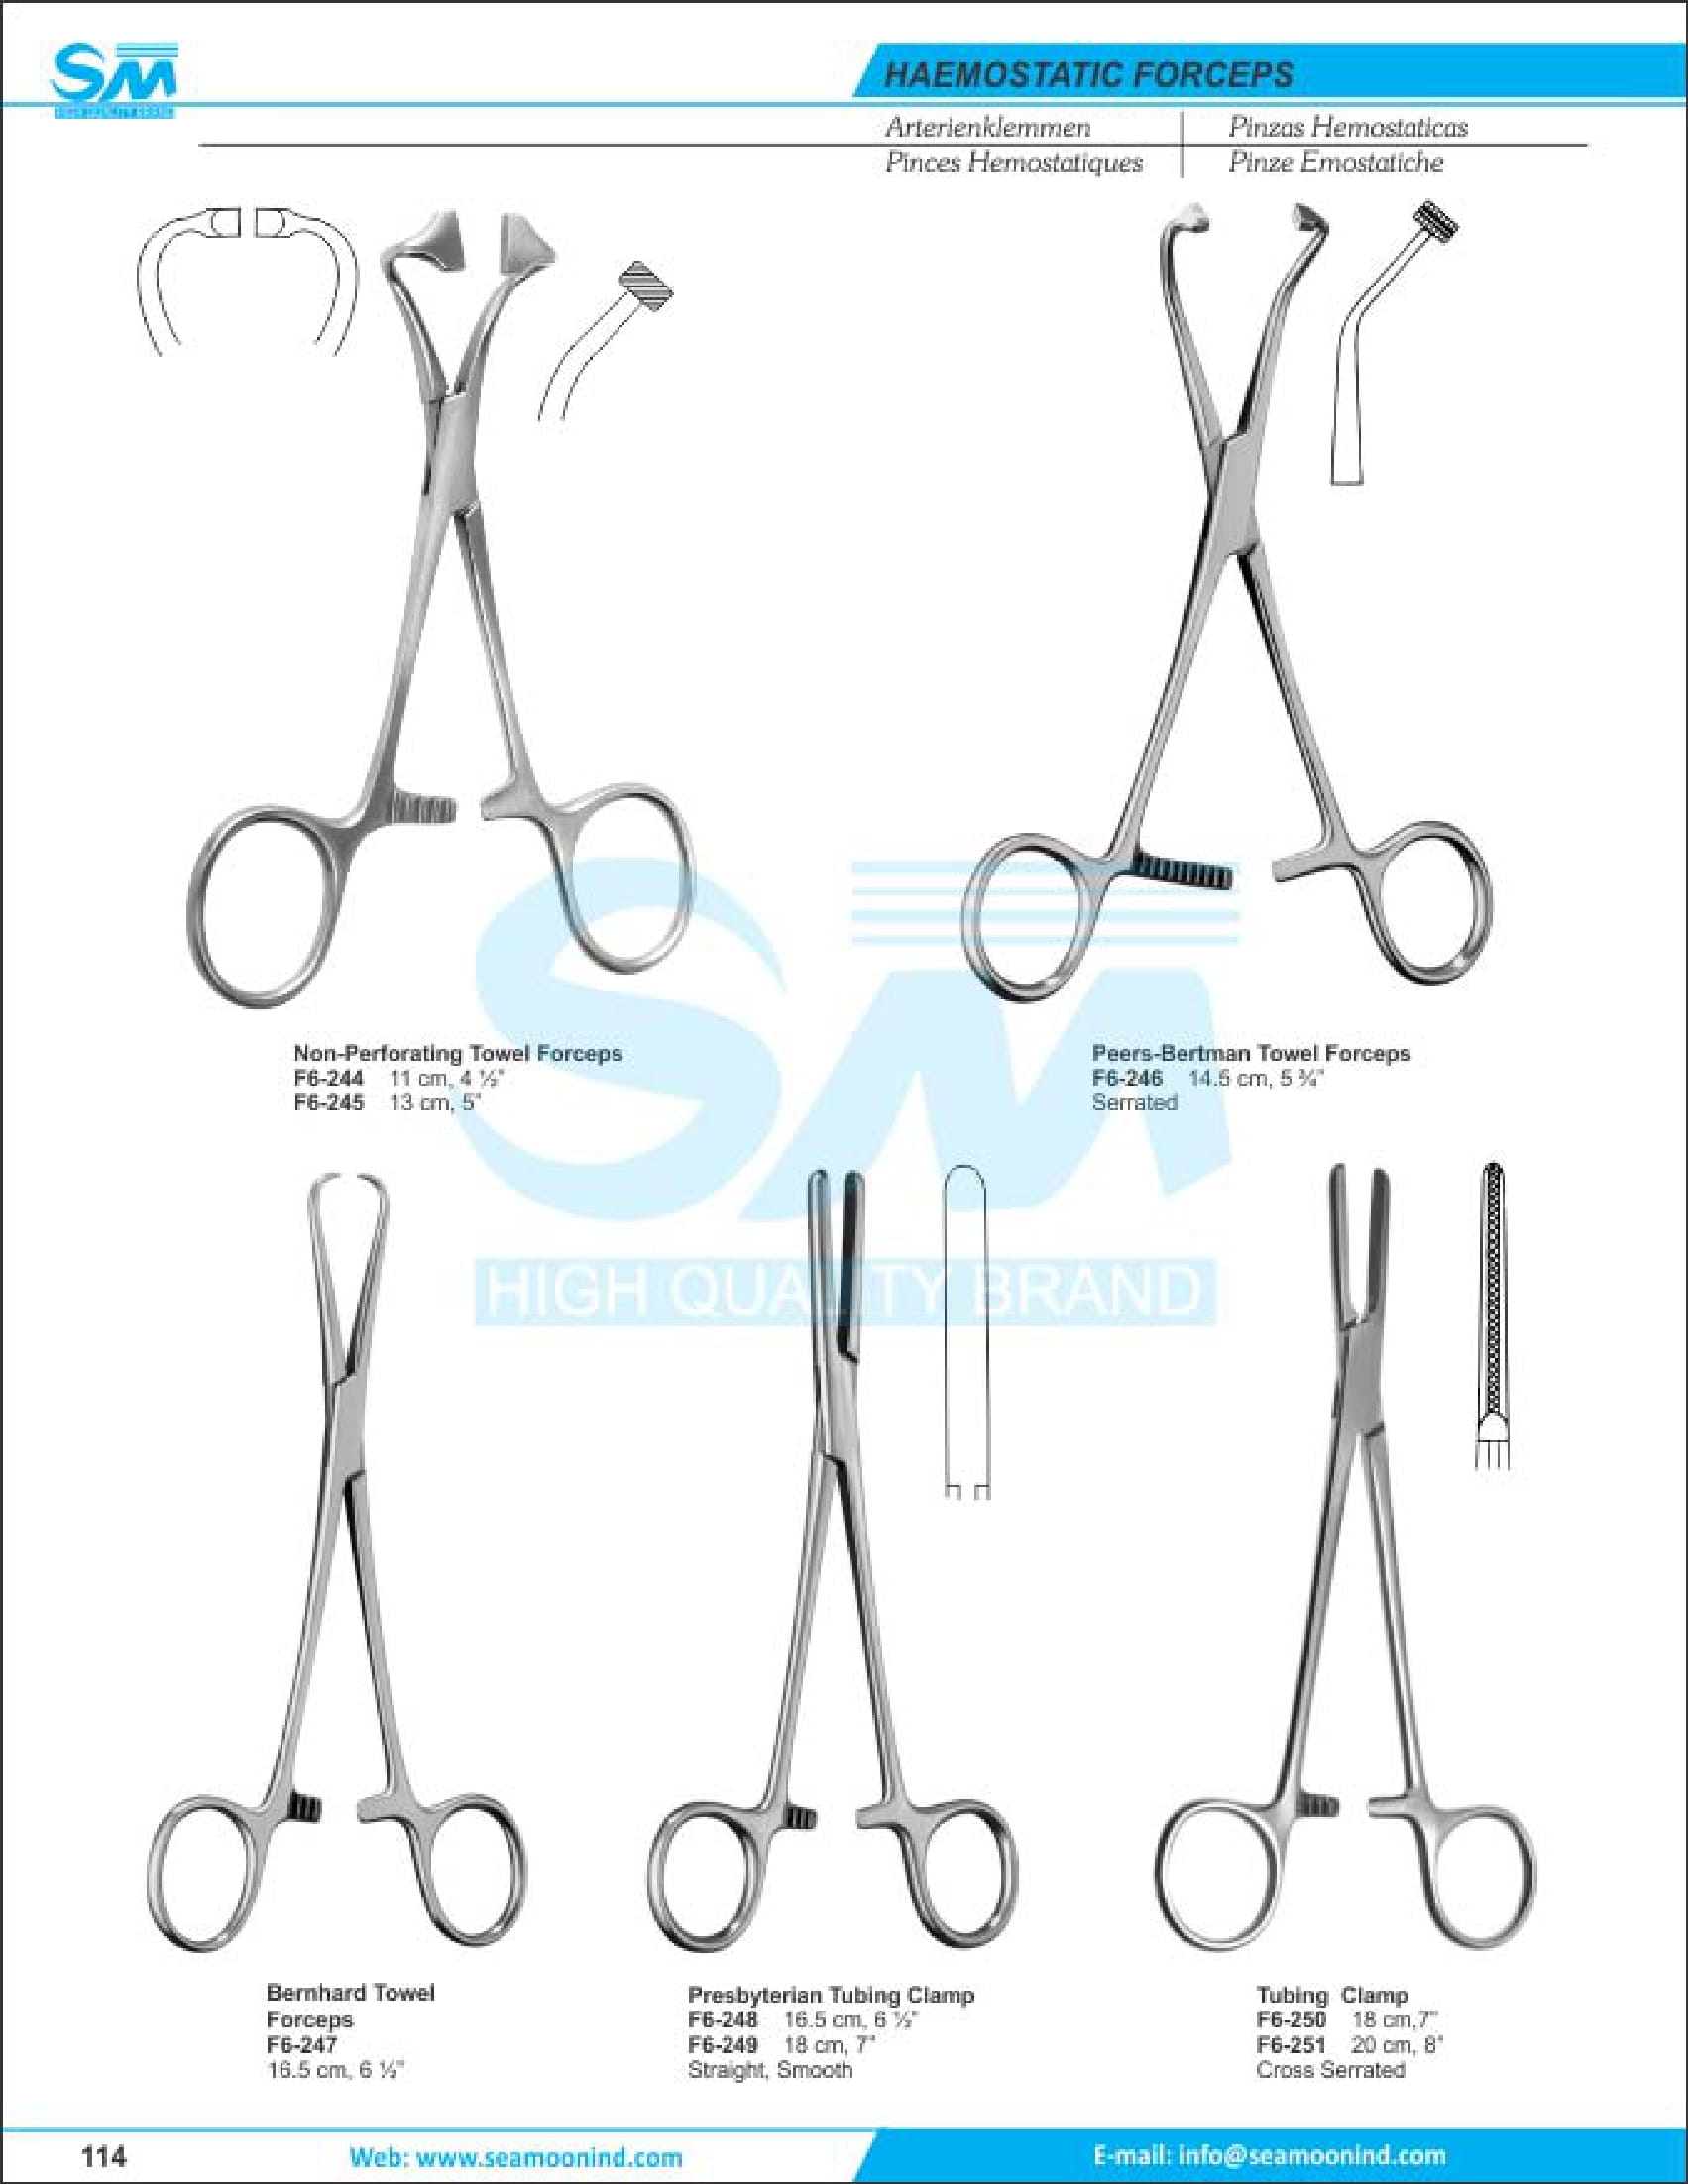 SM
HAEMOSTATIC FORCEPS
Arterienklemmen
Pinzas Hemostaticas
Pinces Hemostatiques
Pinze Emostatiche
Non-Perforating Towel Forceps
F6-244 11 cm, 4 ½"
F6-245 13 cm, 5"
Peers-Bertman Towel Forceps
F6-246 14.5 cm, 5 ¾"
Serrated
SM
HIGH QUALITY BRAND
Bernhard Towel
Forceps
F6-247
16.5 cm, 6 ½"
Presbyterian Tubing Clamp
F6-248 16.5 cm, 6 ½"
F6-249 18 cm, 7"
Straight, Smooth
Tubing Clamp
F6-250 18 cm,7"
F6-251 20 cm, 8"
Cross Serrated
114
Web: www.seamoonind.com
E-mail: info@seamoonind.com